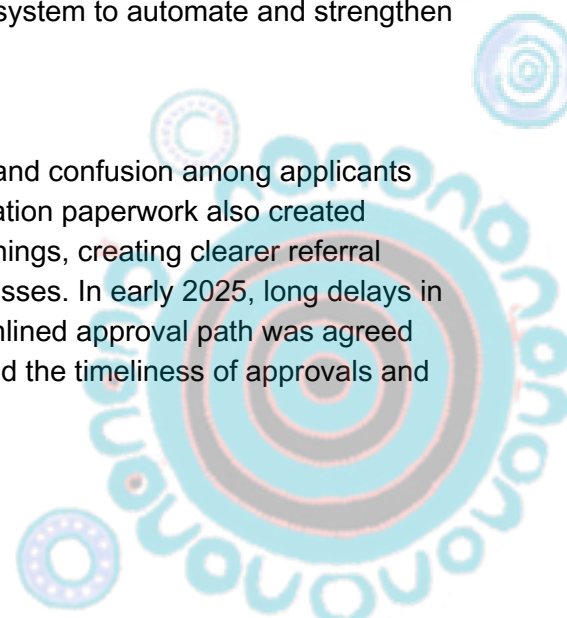 system to automate and strengthen
and confusion among applicants
ation paperwork also created
nings, creating clearer referral
sses. In early 2025, long delays in
nlined approval path was agreed
d the timeliness of approvals and